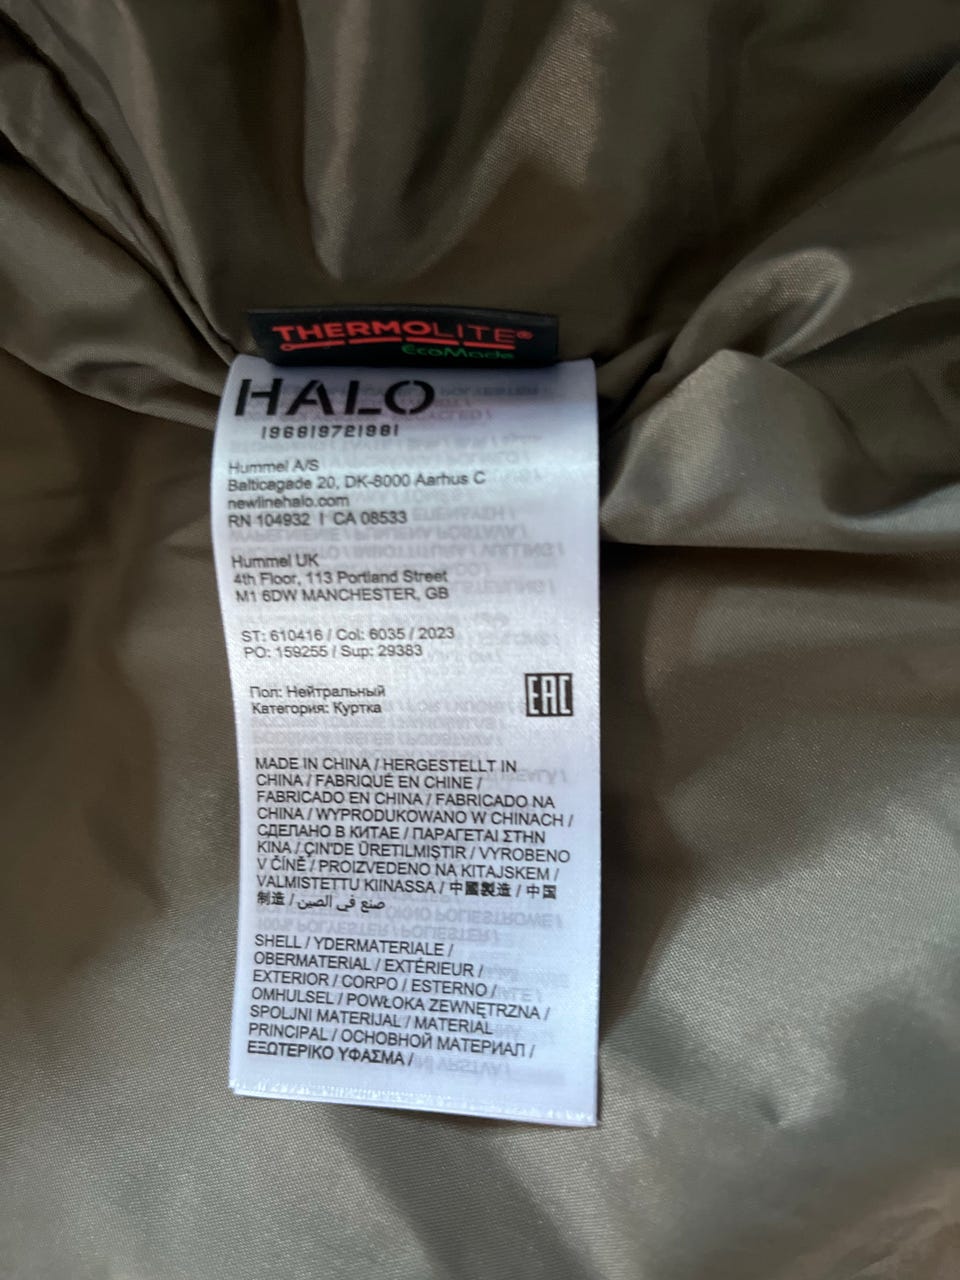 THERMOLITE®
EcoMade
HALO
196819721981
Hummel A/S
Balticagade 20, DK-8000 Aarhus C
newlinehalo.com
RN 104932 | CA 08533
Hummel UK
4th Floor, 113 Portland Street
M1 6DW MANCHESTER, GB
ST: 610416 / Col: 6035 / 2023
PO: 159255 / Sup: 29383
Пол: Нейтральный
Категория: Куртка
EAC
MADE IN CHINA / HERGESTELLT IN
CHINA / FABRIQUÉ EN CHINE /
FABRICADO EN CHINA / FABRICADO NA
CHINA / WYPRODUKOWANO W CHINACH /
СДЕЛАНО В КИТАЕ / ΠΑΡΑΓΕΤΑΙ ΣΤΗΝ
ΚΙΝΑ / ÇIN'DE ÜRETILMIŞTIR / VYROBENO
V ČÍNĚ / PROIZVEDENO NA KITAJSKEM /
VALMISTETTU KIINASSA / 中國製造 / 中国
制造 / صنع في الصين
SHELL / YDERMATERIALE /
OBERMATERIAL / EXTÉRIEUR /
EXTERIOR / CORPO / ESTERNO /
OMHULSEL / POWŁOKA ZEWNĘTRZNA /
SPOLJNI MATERIJAL / MATERIAL
PRINCIPAL / ОСНОВНОЙ МАТЕРИАЛ /
ΕΞΩΤΕΡΙΚΟ ΥΦΑΣΜΑ /